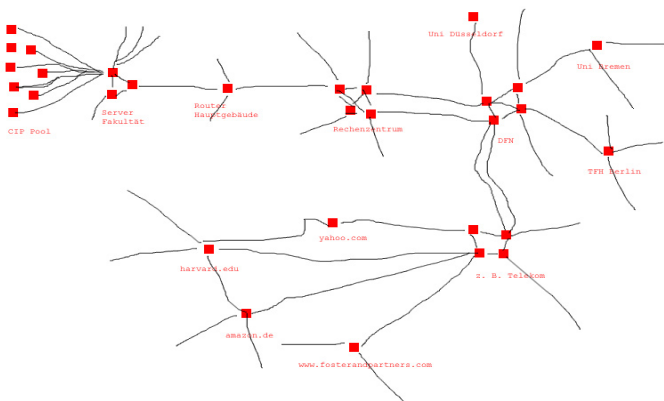 Uni Düsseldorf
Uni Bremen
Server
Fakultät
Router
Hauptgebäude
CIP Pool
Rechenzentrum
DFN
TFH Berlin
yahoo.com
harvard.edu
z. B. Telekom
amazon.de
www.fosterandpartners.com